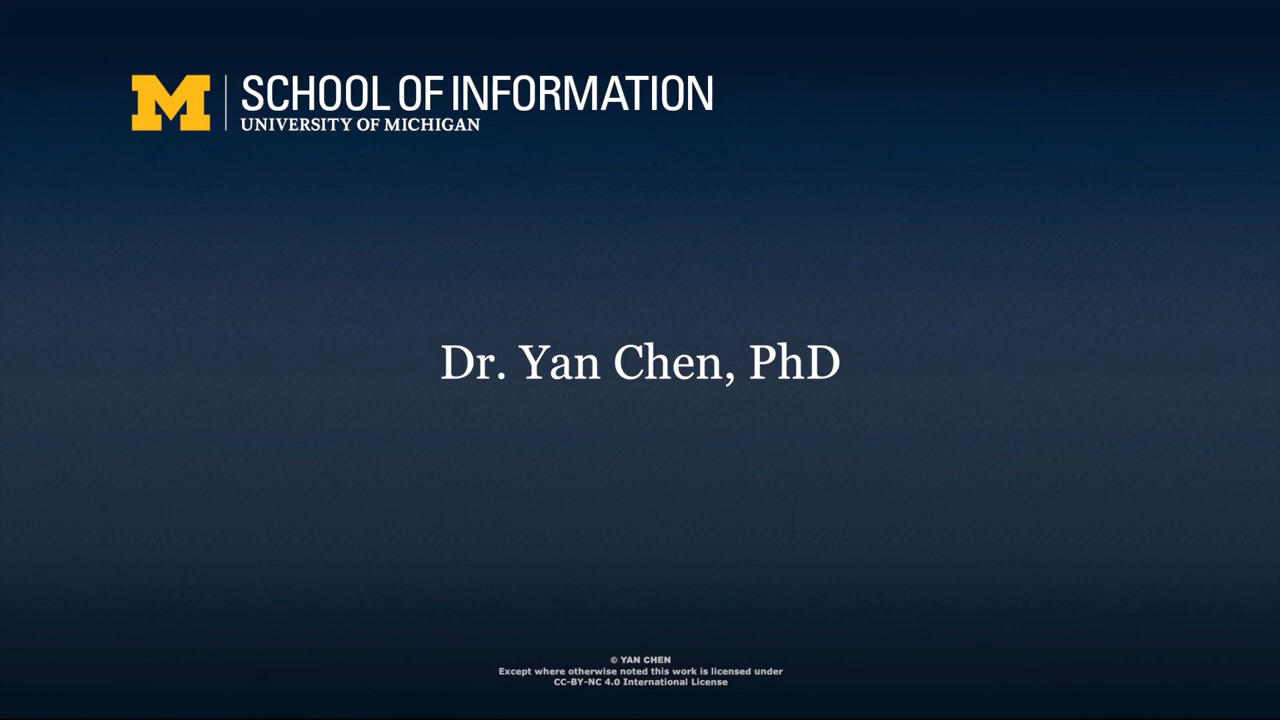 M
SCHOOL OF INFORMATION
UNIVERSITY OF MICHIGAN
Dr. Yan Chen, PhD
© YAN CHEN
Except where otherwise noted this work is licensed under
CC-BY-NC 4.0 International License